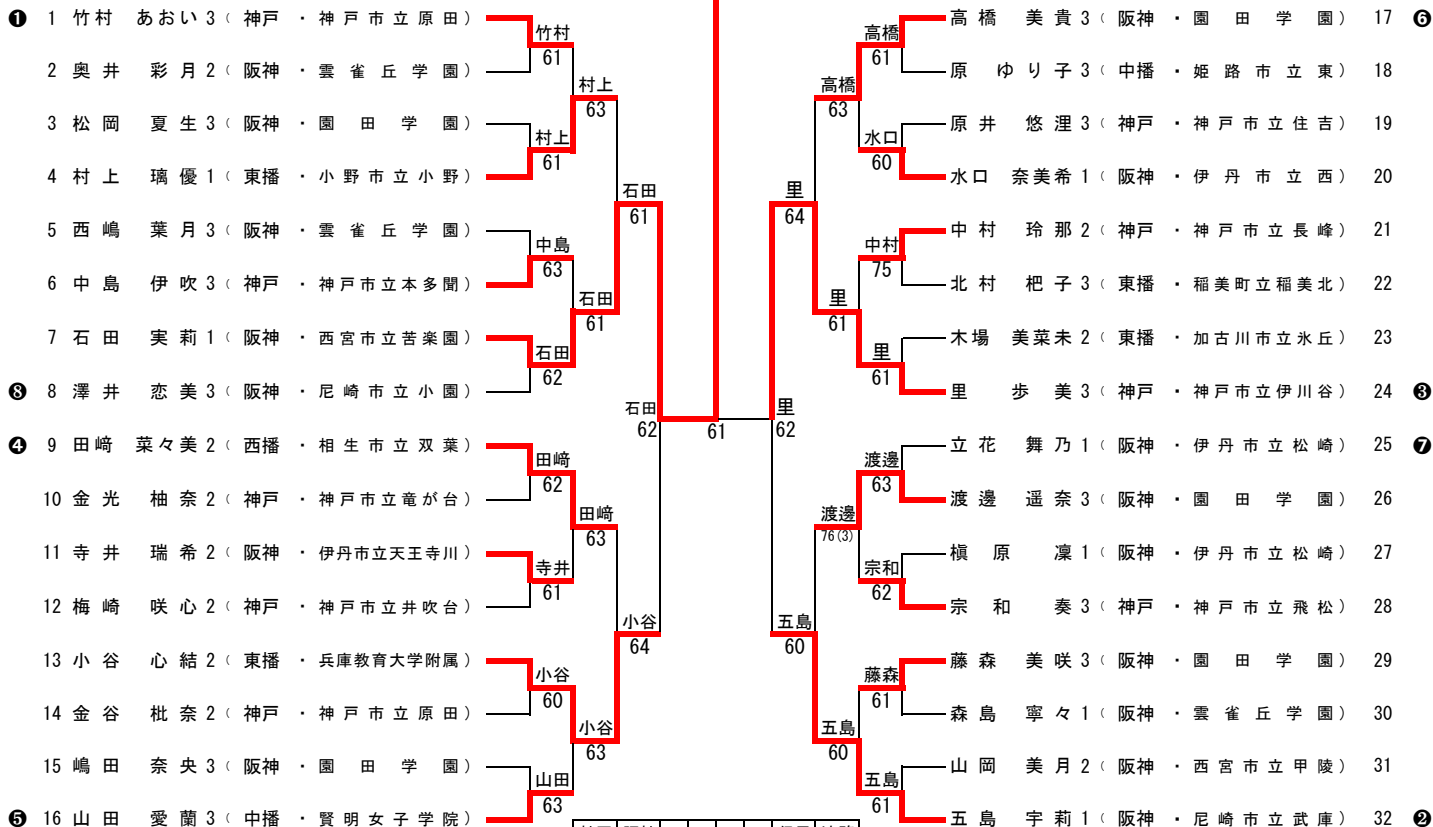 ❶ 1 竹村 あおい 3（ 神戸 ・ 神戸市立原田）
竹村
61
2 奥井 彩月 2（ 阪神 ・ 雲雀丘学園）
村上
63
3 松岡 夏生 3（ 阪神 ・ 園田学園）
村上
61
4 村上 璃優 1（ 東播 ・ 小野市立小野）
石田
61
5 西嶋 葉月 3（ 阪神 ・ 雲雀丘学園）
中島
63
6 中島 伊吹 3（ 神戸 ・ 神戸市立本多聞）
石田
61
7 石田 実莉 1（ 阪神 ・ 西宮市立苦楽園）
石田
62
❽ 8 澤井 恋美 3（ 阪神 ・ 尼崎市立小園）
石田
62
61
❹ 9 田﨑 菜々美 2（ 西播 ・ 相生市立双葉）
田﨑
62
10 金光 柚奈 2（ 神戸 ・ 神戸市立竜が台）
田﨑
63
11 寺井 瑞希 2（ 阪神 ・ 伊丹市立天王寺川）
寺井
61
12 梅崎 咲心 2（ 神戸 ・ 神戸市立井吹台）
小谷
64
13 小谷 心結 2（ 東播 ・ 兵庫教育大学附属）
小谷
60
14 金谷 枇奈 2（ 神戸 ・ 神戸市立原田）
小谷
63
15 嶋田 奈央 3（ 阪神 ・ 園田学園）
山田
63
❺ 16 山田 愛蘭 3（ 中播 ・ 賢明女子学院）
高橋 美貴 3（ 阪神 ・ 園田学園） 17 ❻
高橋
61
原 ゆり子 3（ 中播 ・ 姫路市立東） 18
高橋
63
原井 悠浬 3（ 神戸 ・ 神戸市立住吉） 19
水口
60
水口 奈美希 1（ 阪神 ・ 伊丹市立西） 20
里
64
中村 玲那 2（ 神戸 ・ 神戸市立長峰） 21
中村
75
北村 杷子 3（ 東播 ・ 稲美町立稲美北） 22
里
61
木場 美菜未 2（ 東播 ・ 加古川市立氷丘） 23
里
61
里 歩美 3（ 神戸 ・ 神戸市立伊川谷） 24 ❸
里
62
立花 舞乃 1（ 阪神 ・ 伊丹市立松崎） 25 ❼
渡邊
63
渡邊 遥奈 3（ 阪神 ・ 園田学園） 26
渡邊
76(3)
槇原 凜 1（ 阪神 ・ 伊丹市立松崎） 27
宗和
62
宗和 奏 3（ 神戸 ・ 神戸市立飛松） 28
五島
60
藤森 美咲 3（ 阪神 ・ 園田学園） 29
藤森
61
森島 寧々 1（ 阪神 ・ 雲雀丘学園） 30
五島
60
山岡 美月 2（ 阪神 ・ 西宮市立甲陵） 31
五島
61
五島 宇莉 1（ 阪神 ・ 尼崎市立武庫） 32 ❷